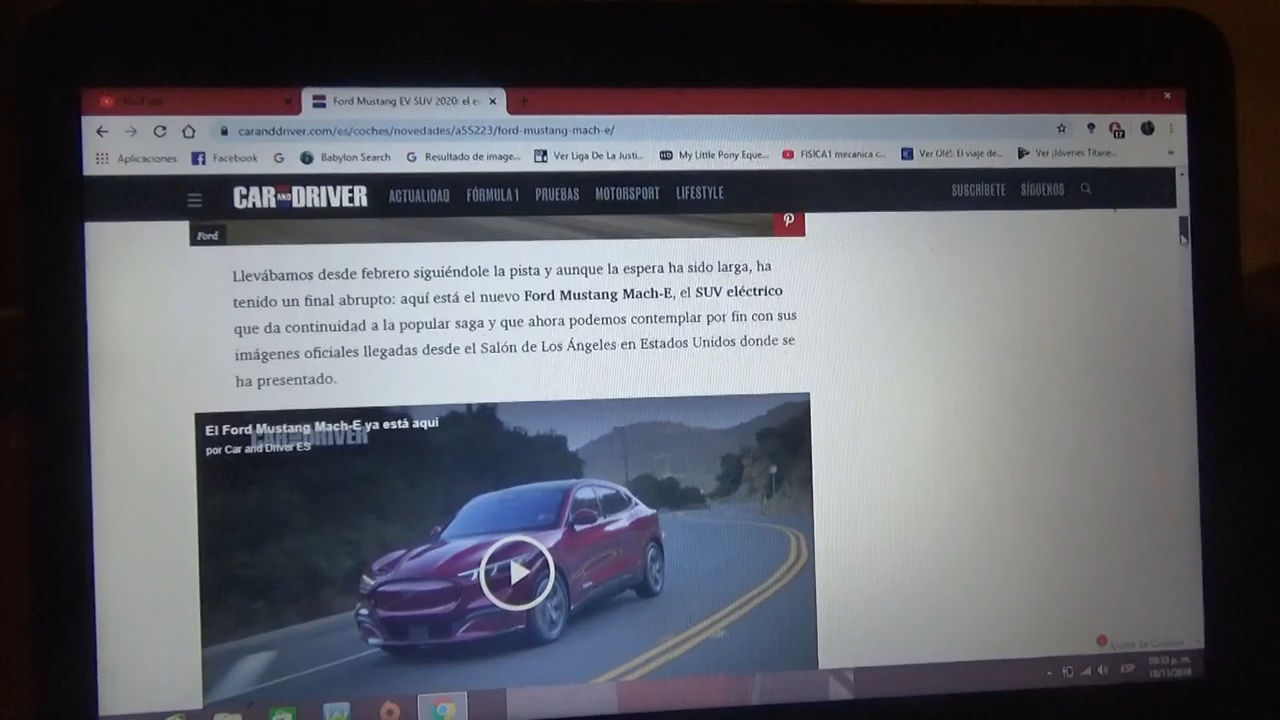 YouTube
Ford Mustang EV SUV 2020: el e
caranddriver.com/es/coches/novedades/a55223/ford-mustang-mach-e/
Aplicaciones Facebook Babylon Search Resultado de image... Ver Liga De La Justi... My Little Pony Eque... FISICA1 mecanica c... Ver Olé!: El viaje de... Ver ¡Jóvenes Titane...
CAR AND DRIVER ACTUALIDAD FÓRMULA 1 PRUEBAS MOTORSPORT LIFESTYLE SUSCRÍBETE SÍGUENOS
Ford
Llevábamos desde febrero siguiéndole la pista y aunque la espera ha sido larga, ha
tenido un final abrupto: aquí está el nuevo Ford Mustang Mach-E, el SUV eléctrico
que da continuidad a la popular saga y que ahora podemos contemplar por fin con sus
imágenes oficiales llegadas desde el Salón de Los Ángeles en Estados Unidos donde se
ha presentado.
El Ford Mustang Mach-E ya está aquí
CAR AND DRIVER
por Car and Driver ES
ESP